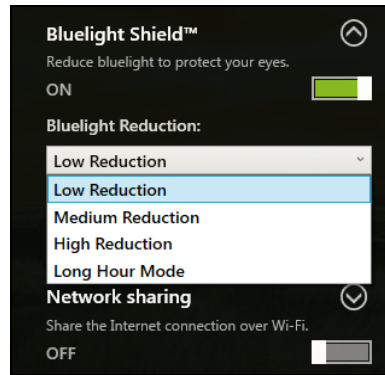 Bluelight Shield™
Reduce bluelight to protect your eyes.
ON
Bluelight Reduction:
Low Reduction
Low Reduction
Medium Reduction
High Reduction
Long Hour Mode
Network sharing
Share the Internet connection over Wi-Fi.
OFF